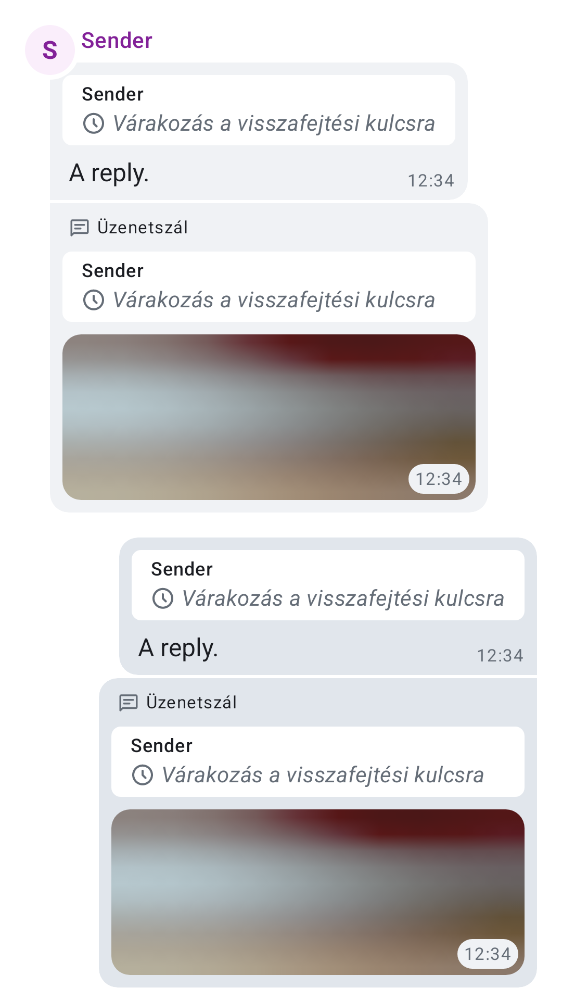 S
Sender
Sender
Várakozás a visszafejtési kulcsra
A reply.
12:34
Üzenetszál
Sender
Várakozás a visszafejtési kulcsra
12:34
Sender
Várakozás a visszafejtési kulcsra
A reply.
12:34
Üzenetszál
Sender
Várakozás a visszafejtési kulcsra
12:34